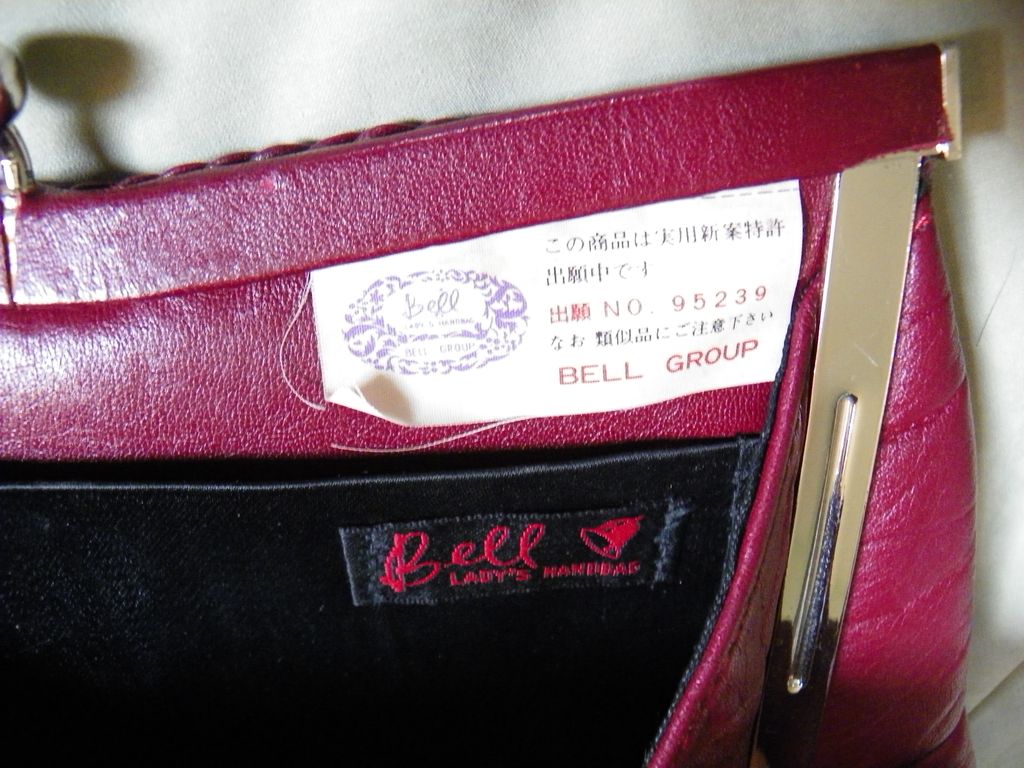 Bell
LADY'S HANDBAG
BELL GROUP
この商品は実用新案特許
出願中です
出願 NO. 95239
なお 類似品にご注意下さい
BELL GROUP
Bell
LADY'S HANDBAG